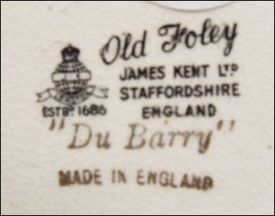 Old Foley
JAMES KENT LTD
STAFFORDSHIRE
ESTD. 1686
ENGLAND
"Du Barry"
MADE IN ENGLAND